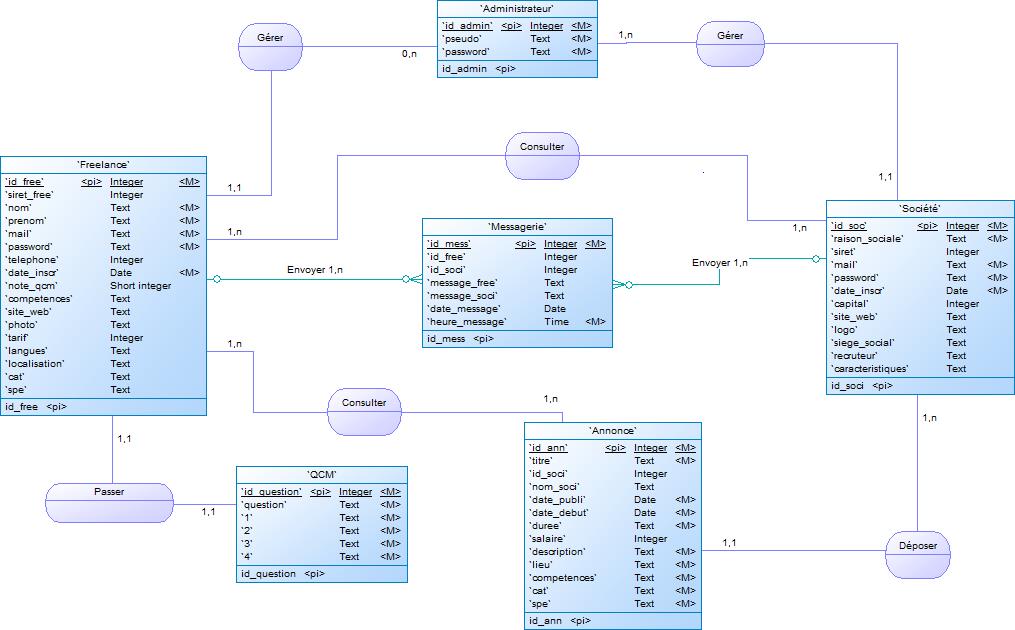 `Administrateur`
`id_admin` <pi> Integer <M>
`pseudo` Text <M>
`password` Text <M>
id_admin <pi>
Gérer
0,n
1,n
Gérer
1,1
1,1
Consulter
1,n
1,n
`Freelance`
`id_free` <pi> Integer <M>
`siret_free` Integer
`nom` Text <M>
`prenom` Text <M>
`mail` Text <M>
`password` Text <M>
`telephone` Integer
`date_inscr` Date <M>
`note_qcm` Short integer
`competences` Text
`site_web` Text
`photo` Text
`tarif` Integer
`langues` Text
`localisation` Text
`cat` Text
`spe` Text
id_free <pi>
Envoyer 1,n
`Messagerie`
`id_mess` <pi> Integer <M>
`id_free` Integer
`id_soci` Integer
`message_free` Text
`message_soci` Text
`date_message` Date
`heure_message` Time <M>
id_mess <pi>
Envoyer 1,n
`Société`
`id_soc` <pi> Integer <M>
`raison_sociale` Text <M>
`siret` Integer
`mail` Text <M>
`password` Text <M>
`date_inscr` Date <M>
`capital` Integer
`site_web` Text
`logo` Text
`siege_social` Text
`recruteur` Text
`caracteristiques` Text
id_soci <pi>
1,n
Consulter
1,n
1,1
Passer
1,1
`QCM`
`id_question` <pi> Integer <M>
`question` Text <M>
`1` Text <M>
`2` Text <M>
`3` Text <M>
`4` Text <M>
id_question <pi>
`Annonce`
`id_ann` <pi> Integer <M>
`titre` Text <M>
`id_soci` Integer
`nom_soci` Text
`date_publi` Date <M>
`date_debut` Date <M>
`duree` Text <M>
`salaire` Integer
`description` Text <M>
`lieu` Text <M>
`competences` Text <M>
`cat` Text <M>
`spe` Text <M>
id_ann <pi>
1,n
1,1
Déposer